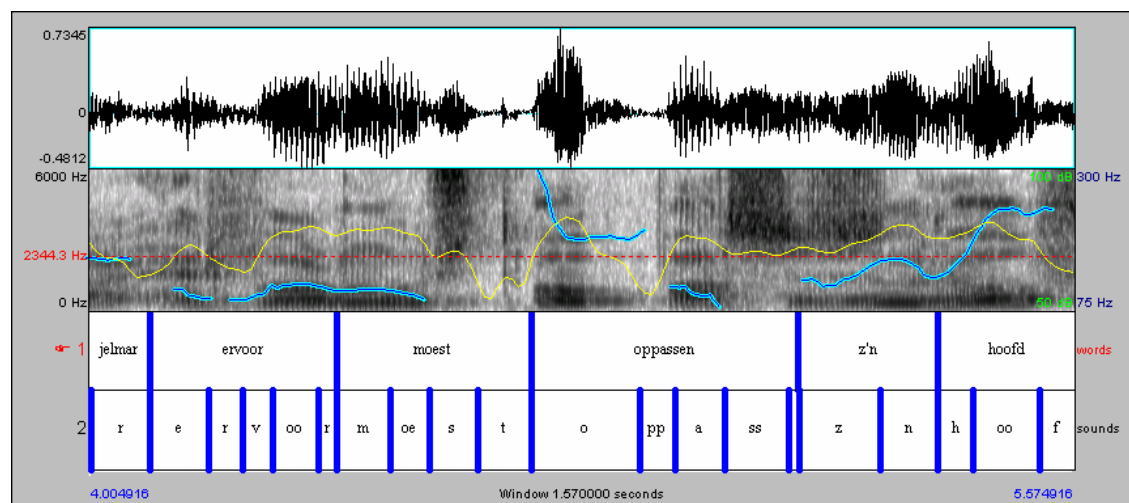 0.7345
0
-0.4812
6000 Hz 100 dB 300 Hz
2344.3 Hz
0 Hz 50 dB 75 Hz
1 jelmar ervoor moest oppassen z'n hoofd words
2 r e r v oo r m oe s t o pp a ss z n h oo f sounds
4.004916 Window 1.570000 seconds 5.574916